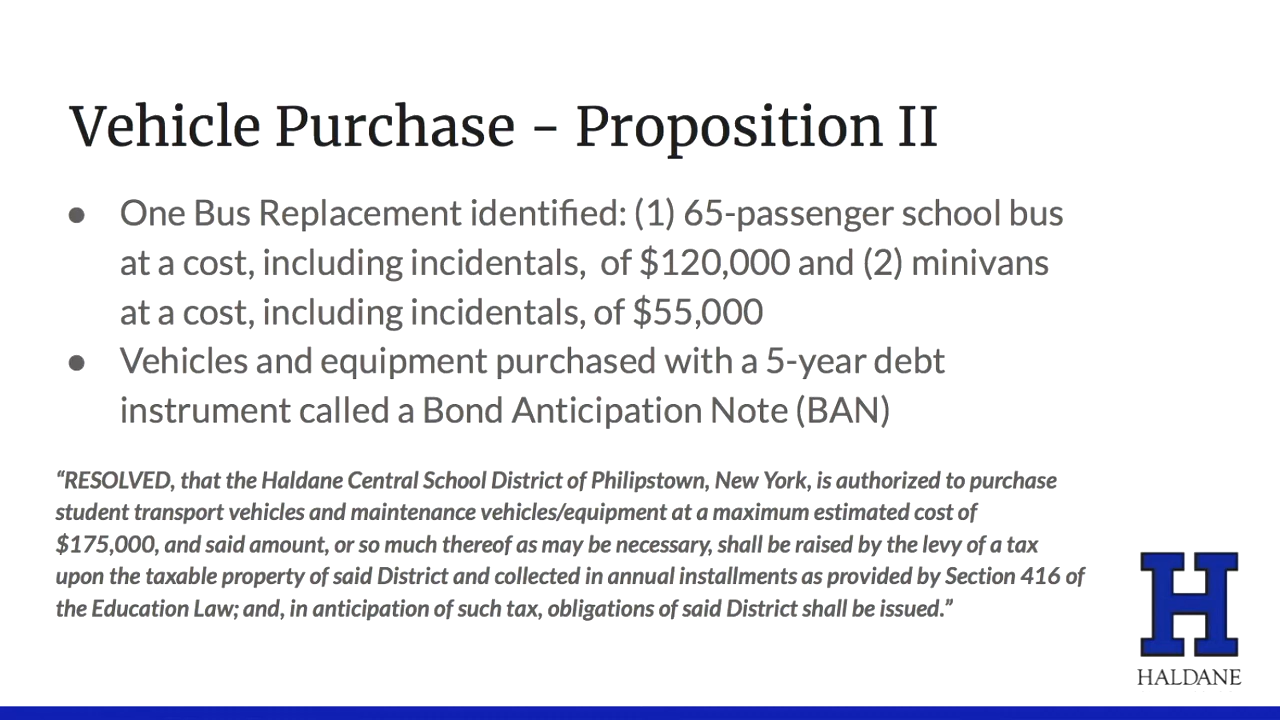 Vehicle Purchase - Proposition II
● One Bus Replacement identified: (1) 65-passenger school bus
at a cost, including incidentals, of $120,000 and (2) minivans
at a cost, including incidentals, of $55,000
● Vehicles and equipment purchased with a 5-year debt
instrument called a Bond Anticipation Note (BAN)
“RESOLVED, that the Haldane Central School District of Philipstown, New York, is authorized to purchase
student transport vehicles and maintenance vehicles/equipment at a maximum estimated cost of
$175,000, and said amount, or so much thereof as may be necessary, shall be raised by the levy of a tax
upon the taxable property of said District and collected in annual installments as provided by Section 416 of
the Education Law; and, in anticipation of such tax, obligations of said District shall be issued.”
H
HALDANE